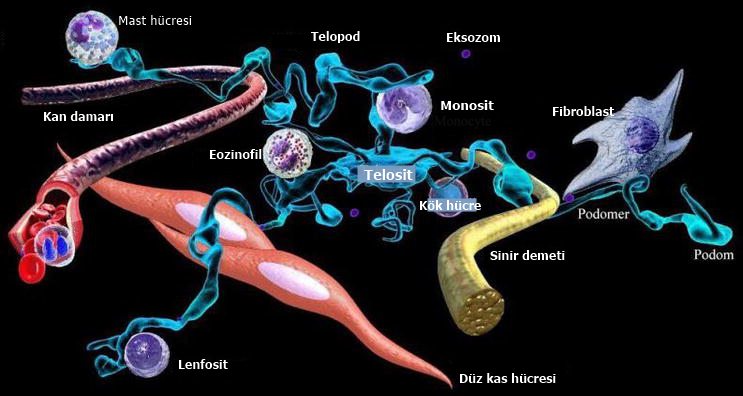 Mast hücresi
Telopod
Eksozom
Kan damarı
Monosit
Monocyte
Fibroblast
Eozinofil
Telosit
Kök hücre
Podomer
Sinir demeti
Podom
Lenfosit
Düz kas hücresi